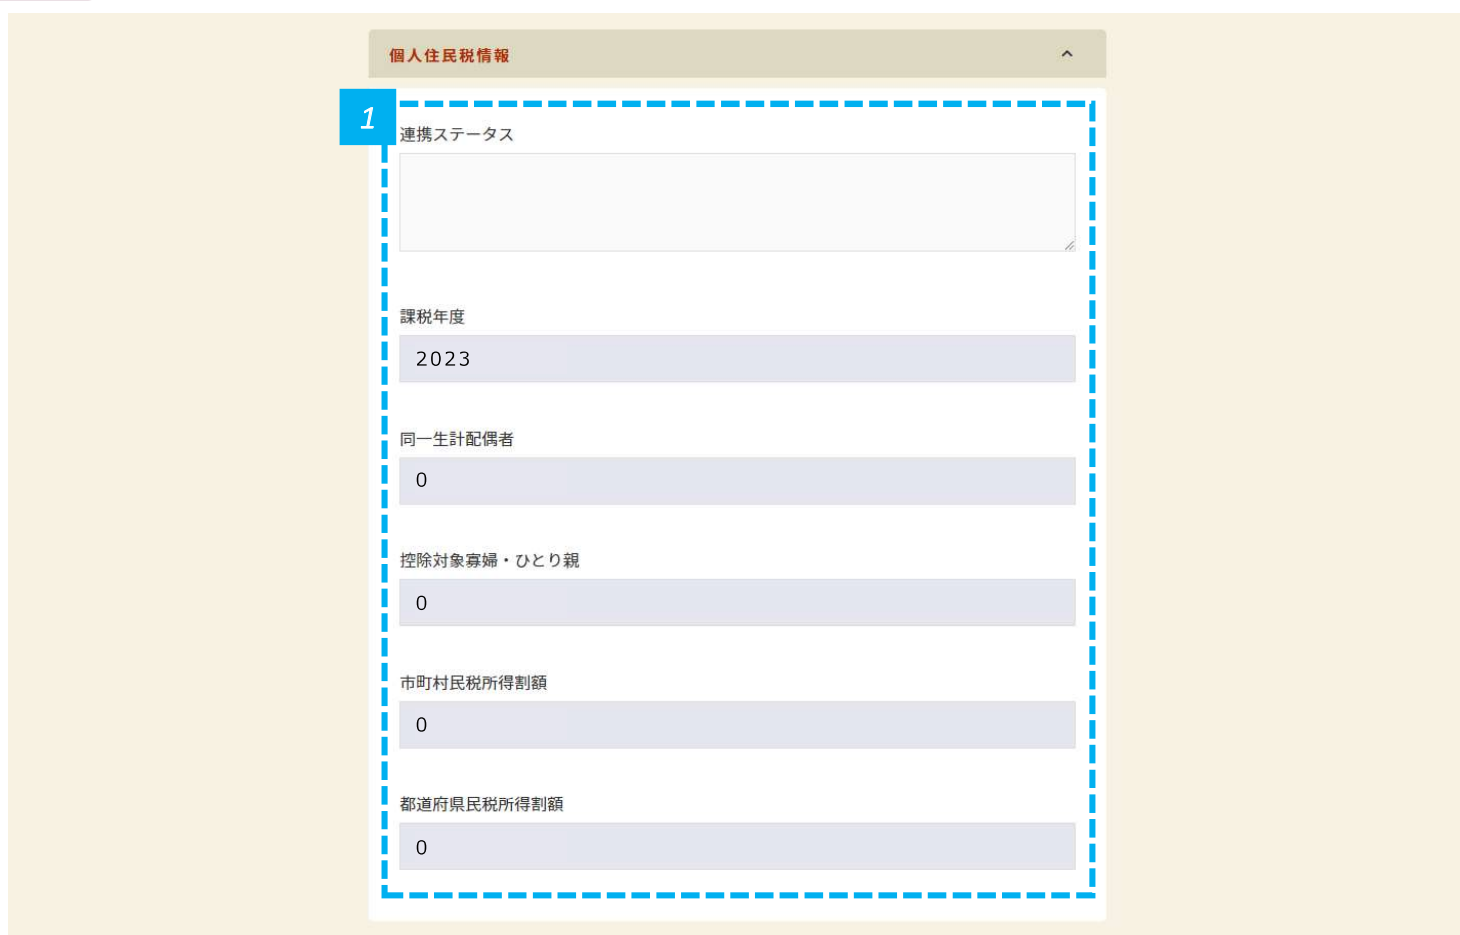 個人住民税情報
1
連携ステータス
課税年度
2023
同一生計配偶者
0
控除対象寡婦・ひとり親
0
市町村民税所得割額
0
都道府県民税所得割額
0